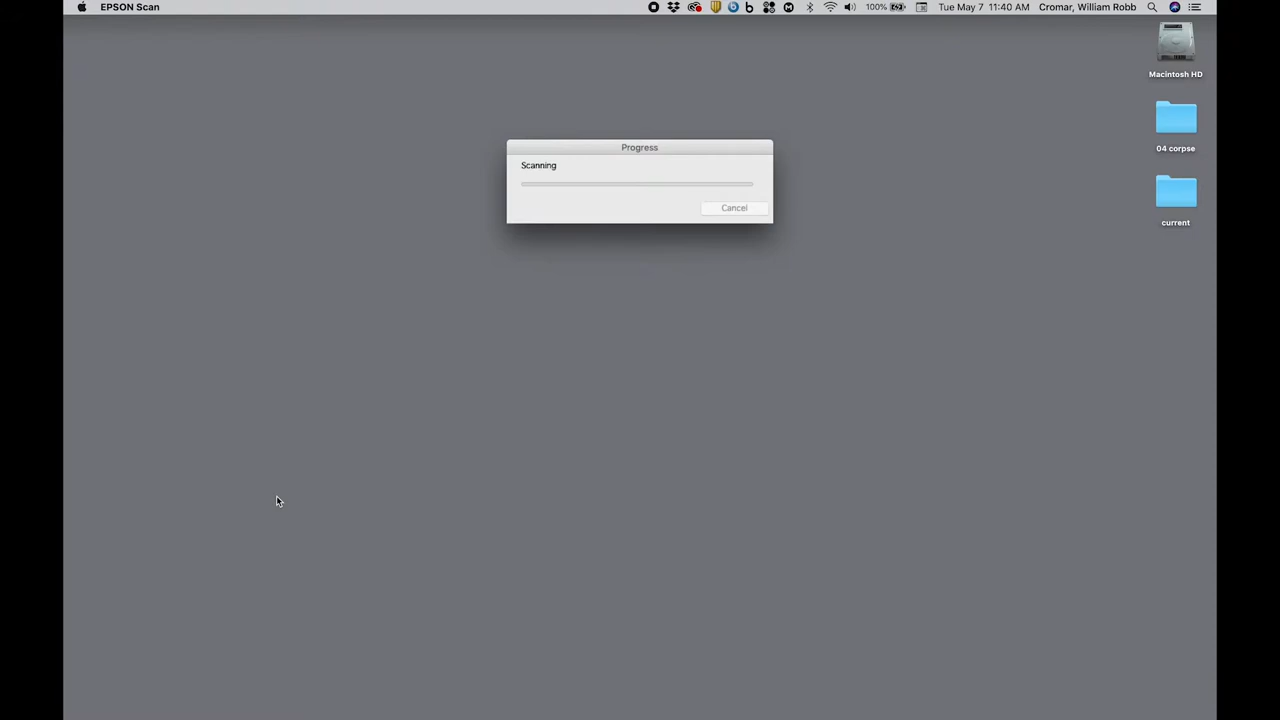 EPSON Scan 100% Tue May 7 11:40 AM Cromar, William Robb
Macintosh HD
Progress
Scanning
Cancel
04 corpse
current